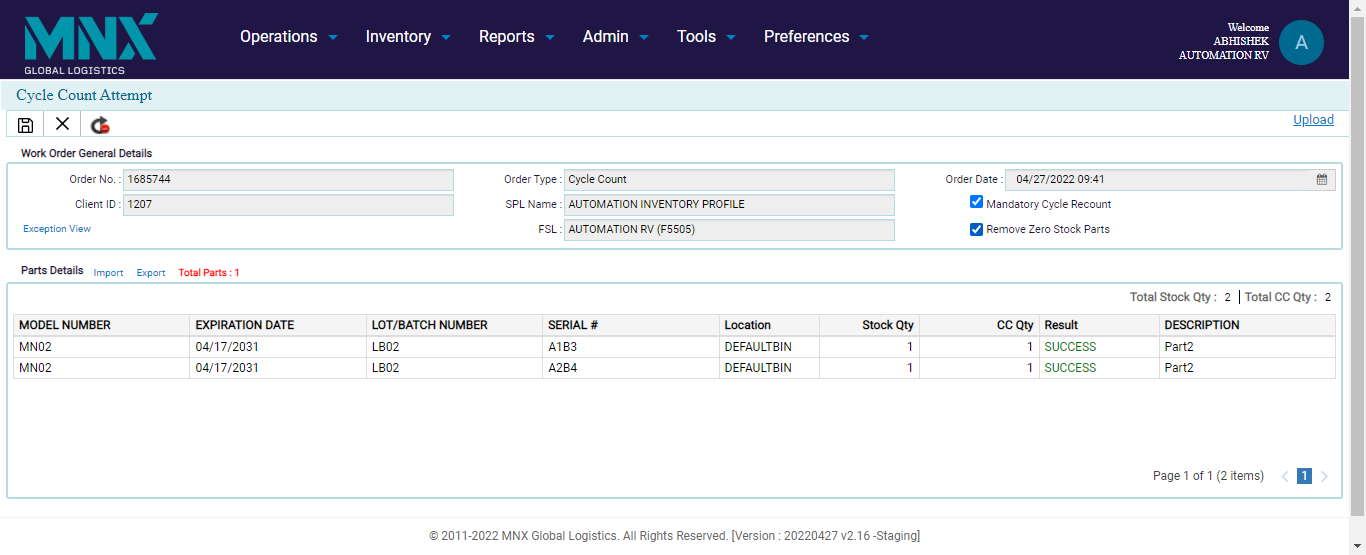 MNX
GLOBAL LOGISTICS
Operations Inventory Reports Admin Tools Preferences
Welcome
ABHISHEK
AUTOMATION RV
A
Cycle Count Attempt
Upload
Work Order General Details
Order No. : 1685744 Order Type : Cycle Count Order Date : 04/27/2022 09:41
Client ID : 1207 SPL Name : AUTOMATION INVENTORY PROFILE Mandatory Cycle Recount
Exception View FSL : AUTOMATION RV (F5505) Remove Zero Stock Parts
Parts Details Import Export Total Parts : 1
Total Stock Qty : 2 Total CC Qty : 2
MODEL NUMBER EXPIRATION DATE LOT/BATCH NUMBER SERIAL # Location Stock Qty CC Qty Result DESCRIPTION
MN02 04/17/2031 LB02 A1B3 DEFAULTBIN 1 1 SUCCESS Part2
MN02 04/17/2031 LB02 A2B4 DEFAULTBIN 1 1 SUCCESS Part2
Page 1 of 1 (2 items) 1
© 2011-2022 MNX Global Logistics. All Rights Reserved. [Version : 20220427 v2.16 -Staging]